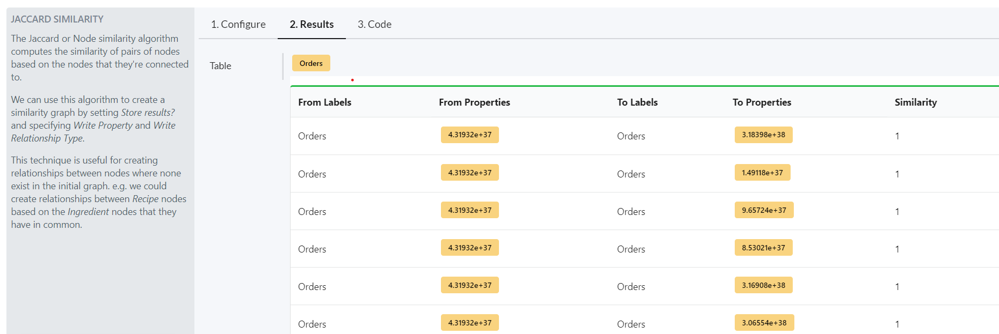 JACCARD SIMILARITY
The Jaccard or Node similarity algorithm
computes the similarity of pairs of nodes
based on the nodes that they're connected
to.
We can use this algorithm to create a
similarity graph by setting Store results?
and specifying Write Property and Write
Relationship Type.
This technique is useful for creating
relationships between nodes where none
exist in the initial graph. e.g. we could
create relationships between Recipe nodes
based on the Ingredient nodes that they
have in common.
1. Configure 2. Results 3. Code
Table
Orders
From Labels From Properties To Labels To Properties Similarity
Orders 4.31932e+37 Orders 3.18398e+38 1
Orders 4.31932e+37 Orders 1.49118e+37 1
Orders 4.31932e+37 Orders 9.65724e+37 1
Orders 4.31932e+37 Orders 8.53021e+37 1
Orders 4.31932e+37 Orders 3.16908e+38 1
Orders 4.31932e+37 Orders 3.06554e+38 1